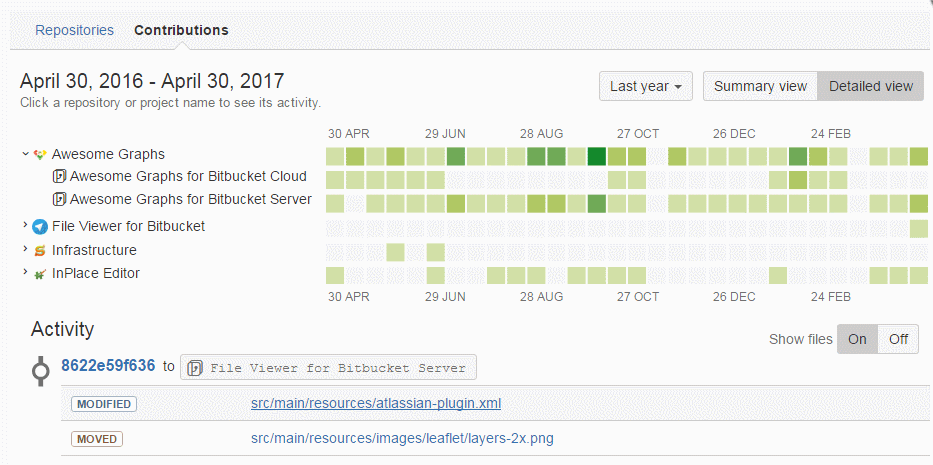 Repositories Contributions
April 30, 2016 - April 30, 2017
Click a repository or project name to see its activity.
Last year Summary view Detailed view
30 APR 29 JUN 28 AUG 27 OCT 26 DEC 24 FEB
Awesome Graphs
Awesome Graphs for Bitbucket Cloud
Awesome Graphs for Bitbucket Server
File Viewer for Bitbucket
Infrastructure
InPlace Editor
30 APR 29 JUN 28 AUG 27 OCT 26 DEC 24 FEB
Activity
Show files On Off
8622e59f636 to File Viewer for Bitbucket Server
MODIFIED src/main/resources/atlassian-plugin.xml
MOVED src/main/resources/images/leaflet/layers-2x.png